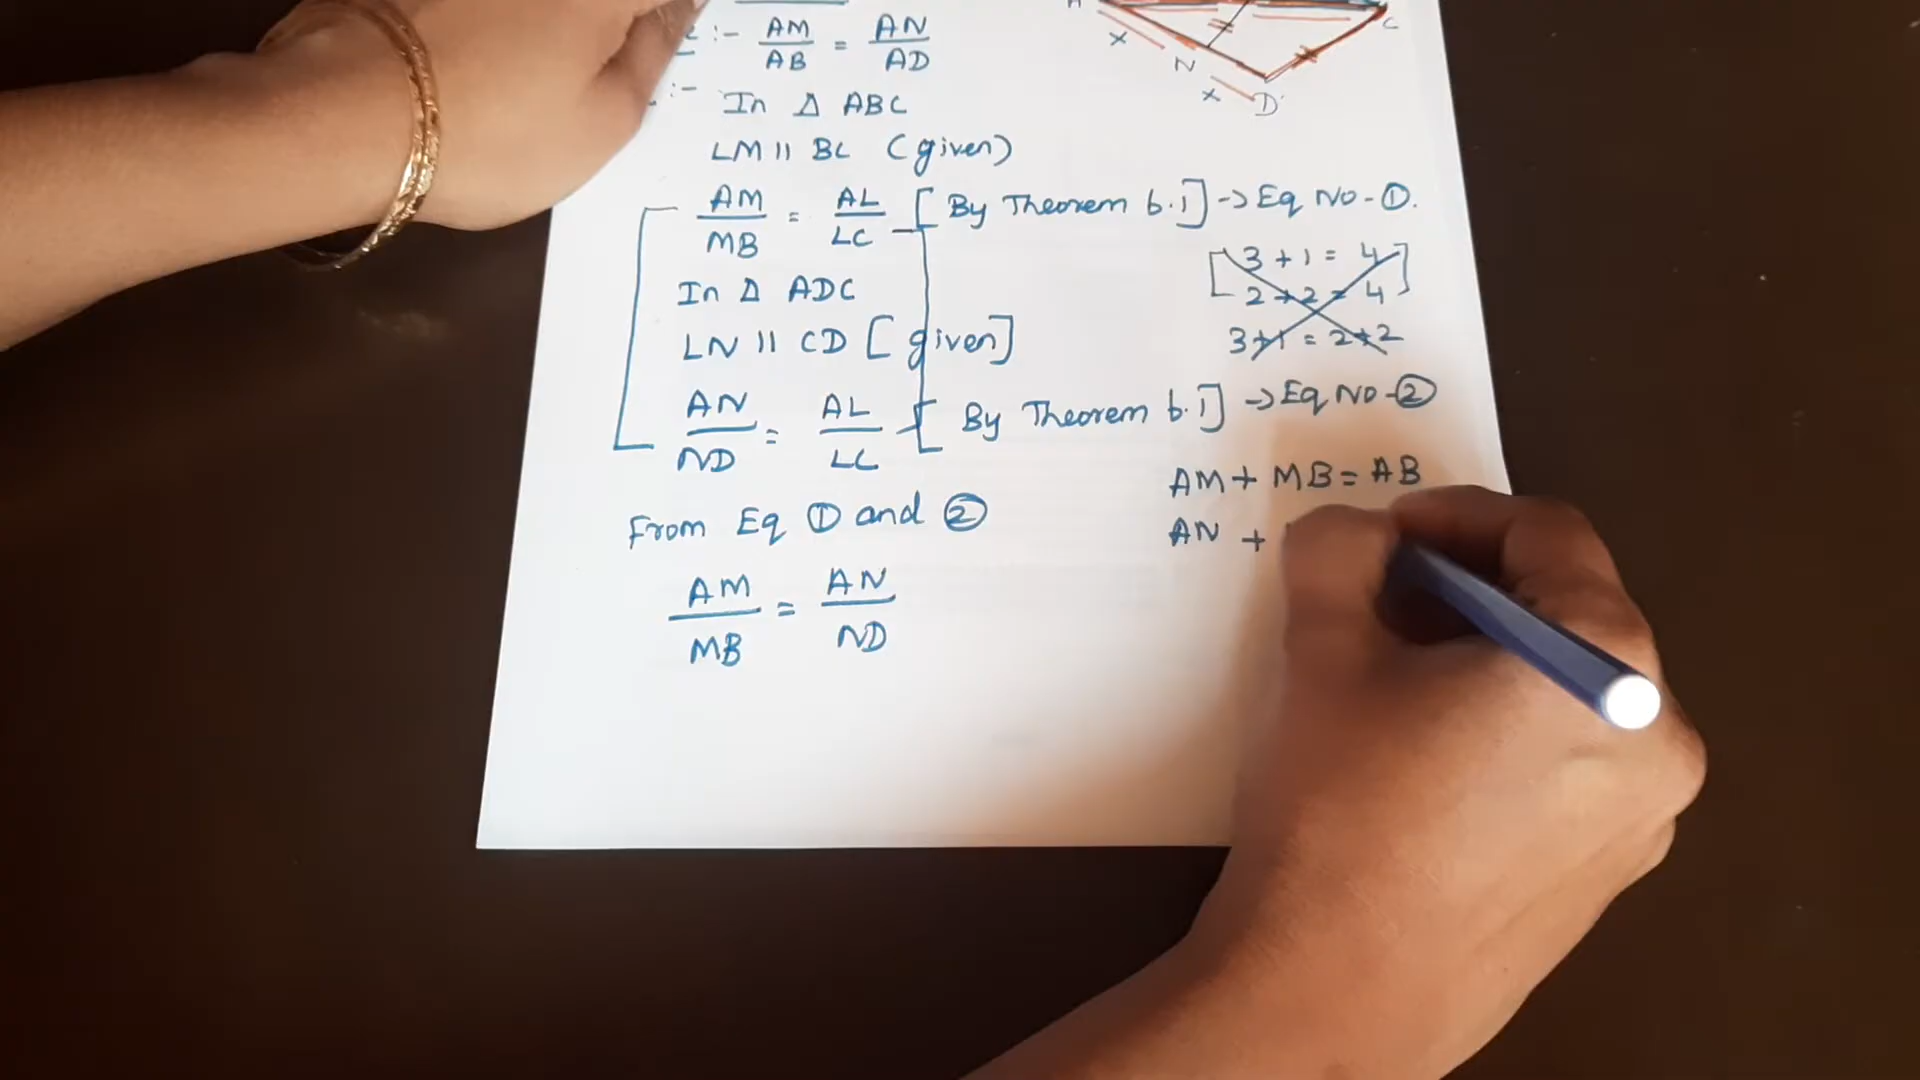 :- AM/AB = AN/AD
:- In Δ ABC
LM || BC (given)
AM/MB = AL/LC [By Theorem 6.1] -> Eq No-①.
3+1 = 4
2+2 = 4
3+1 = 2+2
In Δ ADC
LN || CD [given]
AN/ND = AL/LC [By Theorem 6.1] -> Eq No-②
AM + MB = AB
AN +
From Eq ① and ②
AM/MB = AN/ND
C
x
N
x D